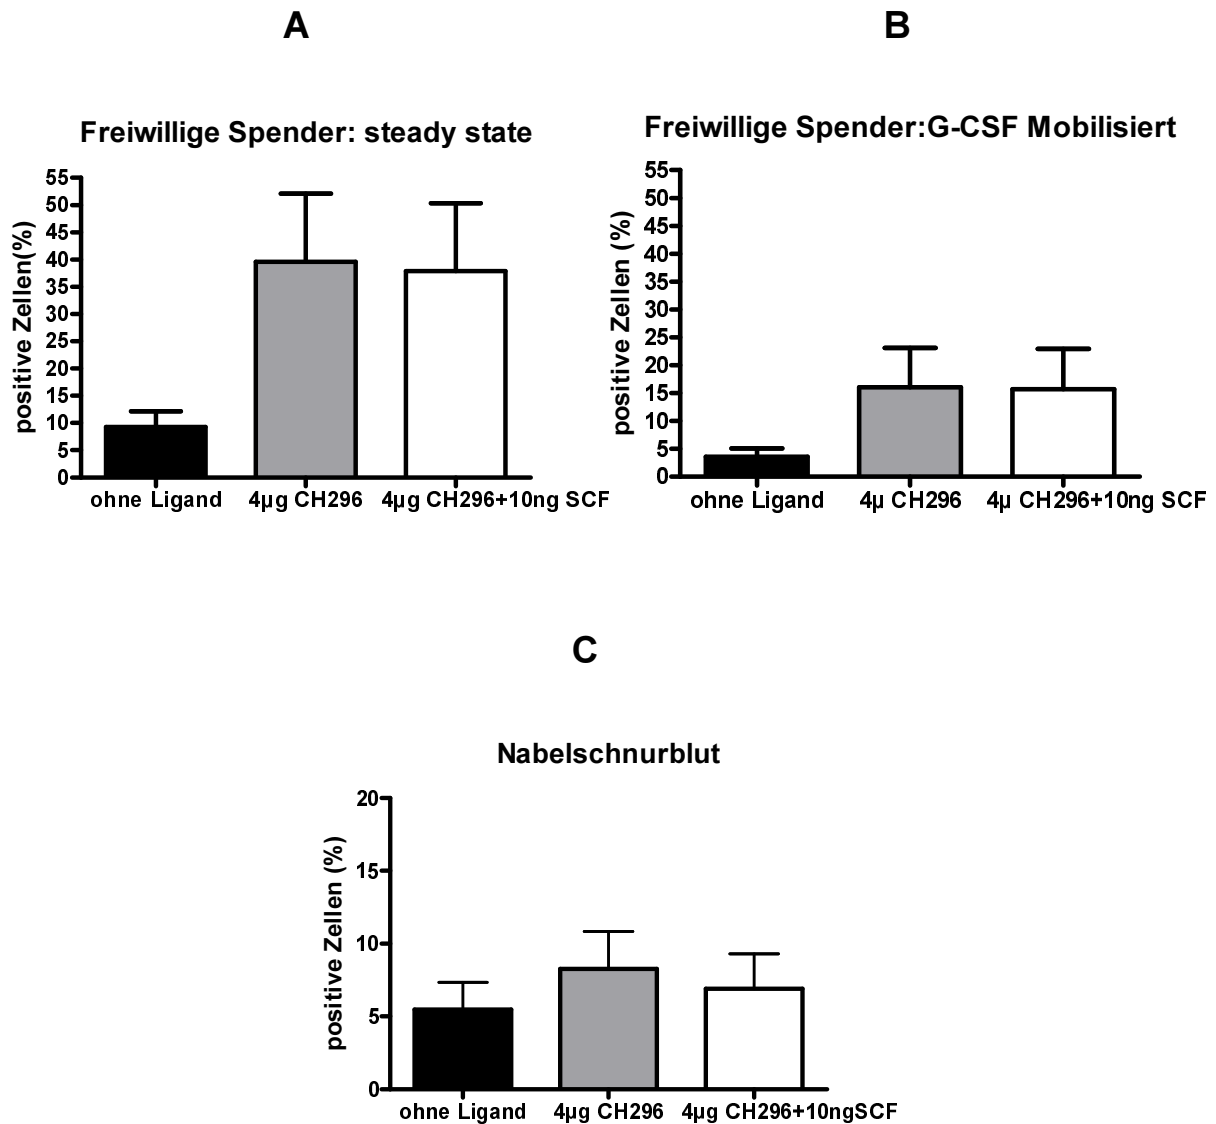 A
Freiwillige Spender: steady state
positive Zellen(%)
55
50
45
40
35
30
25
20
15
10
5
0
ohne Ligand
4µg CH296
4µg CH296+10ng SCF
B
Freiwillige Spender:G-CSF Mobilisiert
positive Zellen (%)
55
50
45
40
35
30
25
20
15
10
5
0
ohne Ligand
4µ CH296
4µ CH296+10ng SCF
C
Nabelschnurblut
positive Zellen (%)
20
15
10
5
0
ohne Ligand
4µg CH296
4µg CH296+10ngSCF